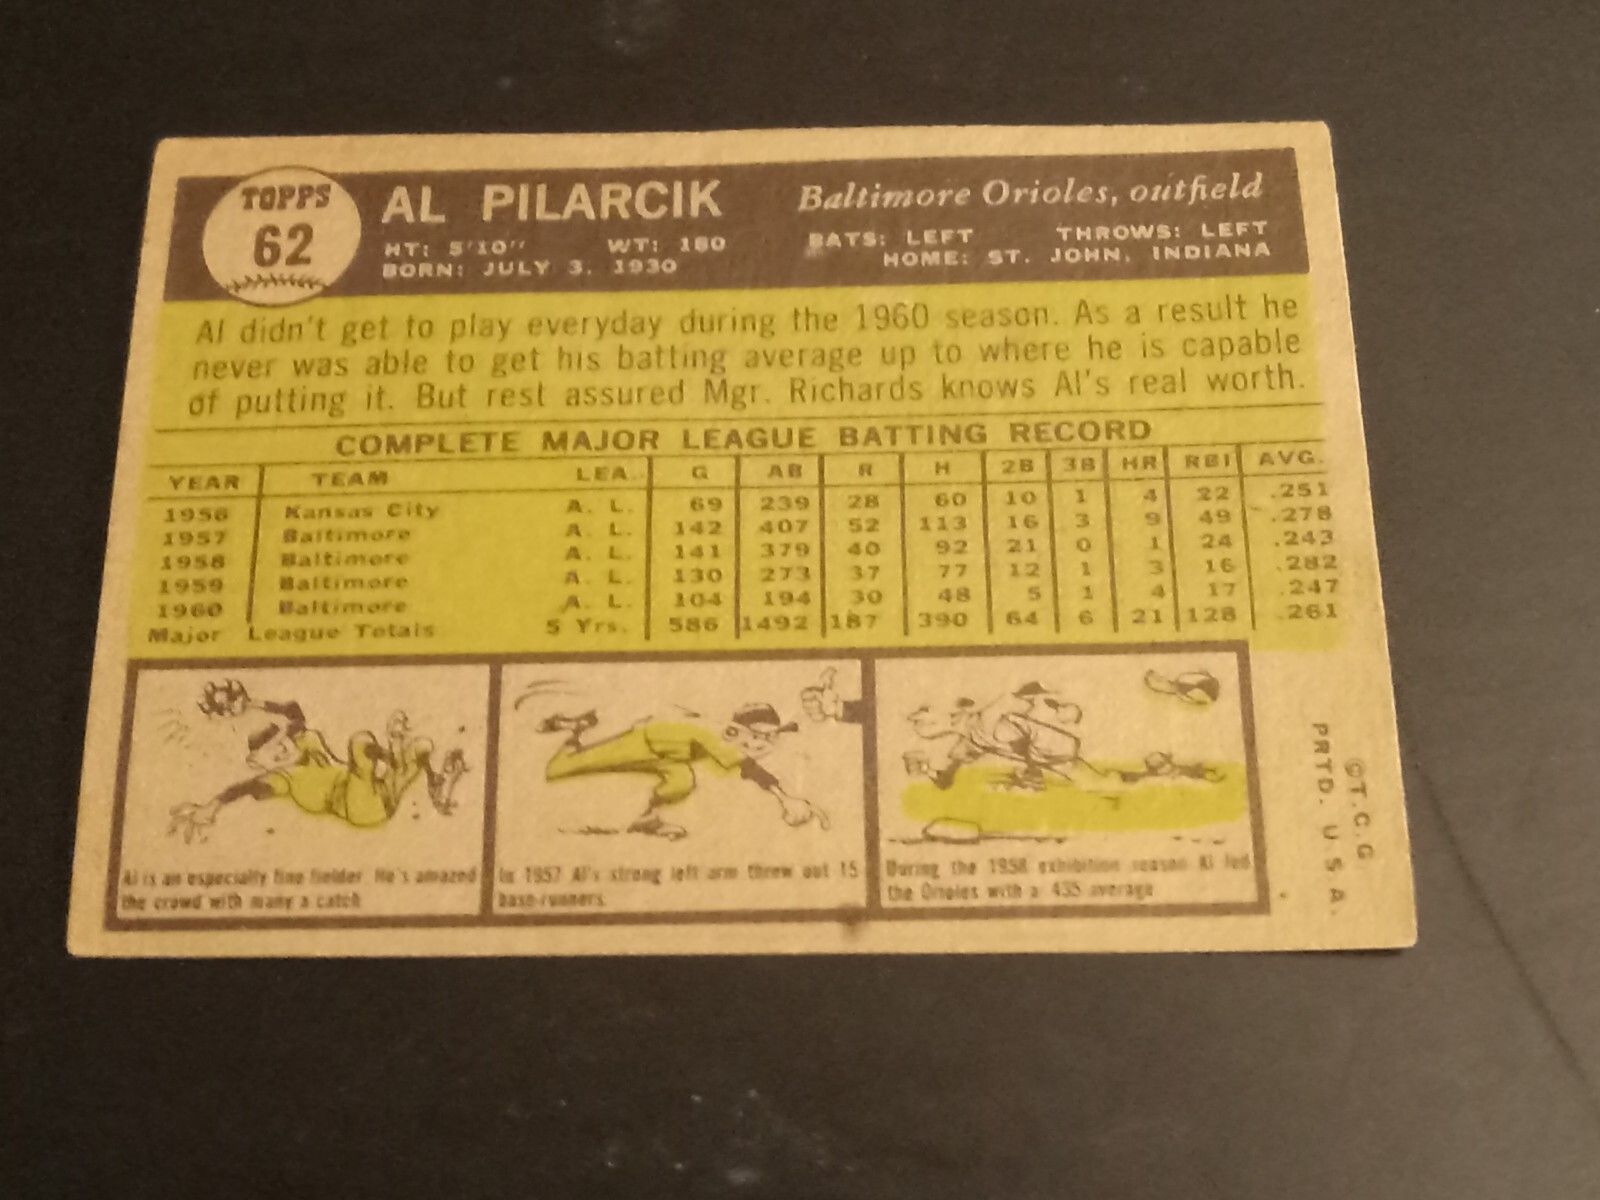 TOPPS
62
AL PILARCIK
Baltimore Orioles, outfield
HT: 5'10" WT: 180 BATS: LEFT THROWS: LEFT
BORN: JULY 3, 1930 HOME: ST. JOHN, INDIANA
Al didn't get to play everyday during the 1960 season. As a result he
never was able to get his batting average up to where he is capable
of putting it. But rest assured Mgr. Richards knows Al's real worth.
COMPLETE MAJOR LEAGUE BATTING RECORD
YEAR TEAM LEA. G AB R H 2B 3B HR RBI AVG.
1956 Kansas City A. L. 69 239 28 60 10 1 4 22 .251
1957 Baltimore A. L. 142 407 52 113 16 3 9 49 .278
1958 Baltimore A. L. 141 379 40 92 21 0 1 24 .243
1959 Baltimore A. L. 130 273 37 77 12 1 3 16 .282
1960 Baltimore A. L. 104 194 30 48 5 1 4 17 .247
Major League Totals 5 Yrs. 586 1492 187 390 64 6 21 128 .261
Al is an especially fine fielder. He's amazed
the crowd with many a catch
In 1957 Al's strong left arm threw out 15
base-runners.
During the 1958 exhibition season Al led
the Orioles with a .435 average
©T.C.G
PRTD. U S A.